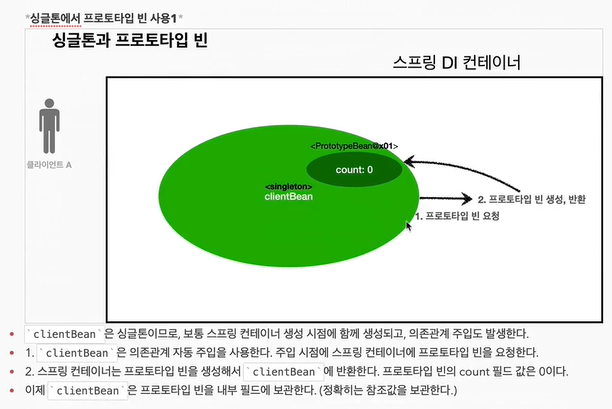 *싱글톤에서 프로토타입 빈 사용1*
싱글톤과 프로토타입 빈
스프링 DI 컨테이너
<PrototypeBean@x01>
count: 0
클라이언트 A
<singleton>
clientBean
2. 프로토타입 빈 생성, 반환
1. 프로토타입 빈 요청
• `clientBean`은 싱글톤이므로, 보통 스프링 컨테이너 생성 시점에 함께 생성되고, 의존관계 주입도 발생한다.
• 1. `clientBean`은 의존관계 자동 주입을 사용한다. 주입 시점에 스프링 컨테이너에 프로토타입 빈을 요청한다.
• 2. 스프링 컨테이너는 프로토타입 빈을 생성해서 `clientBean`에 반환한다. 프로토타입 빈의 count 필드 값은 0이다.
• 이제 `clientBean`은 프로토타입 빈을 내부 필드에 보관한다. (정확히는 참조값을 보관한다.)